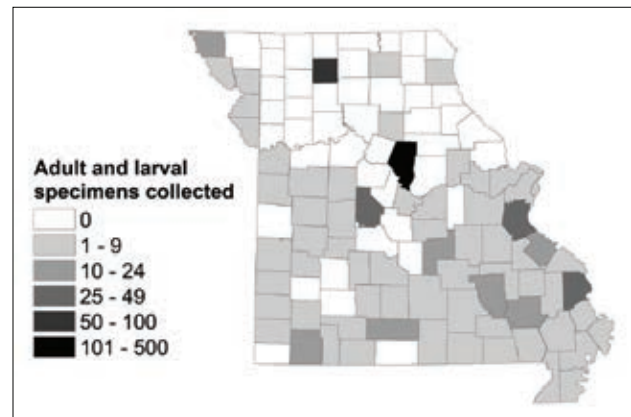 Adult and larval
specimens collected
0
1 - 9
10 - 24
25 - 49
50 - 100
101 - 500